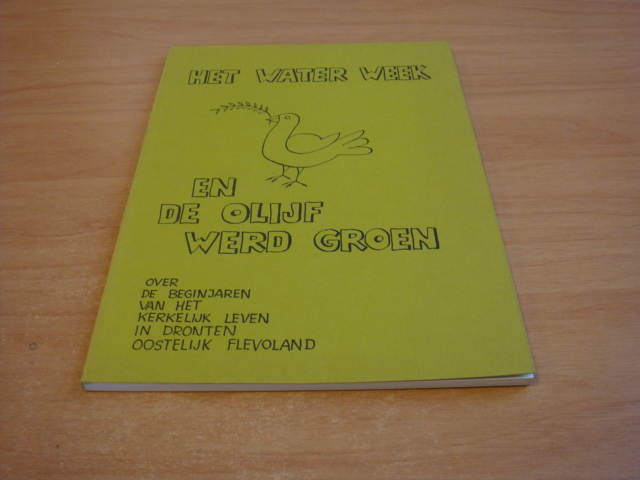 HET WATER WEEK
EN
DE OLIJF
WERD GROEN
OVER
DE BEGINJAREN
VAN HET
KERKELIJK LEVEN
IN DRONTEN
OOSTELIJK FLEVOLAND